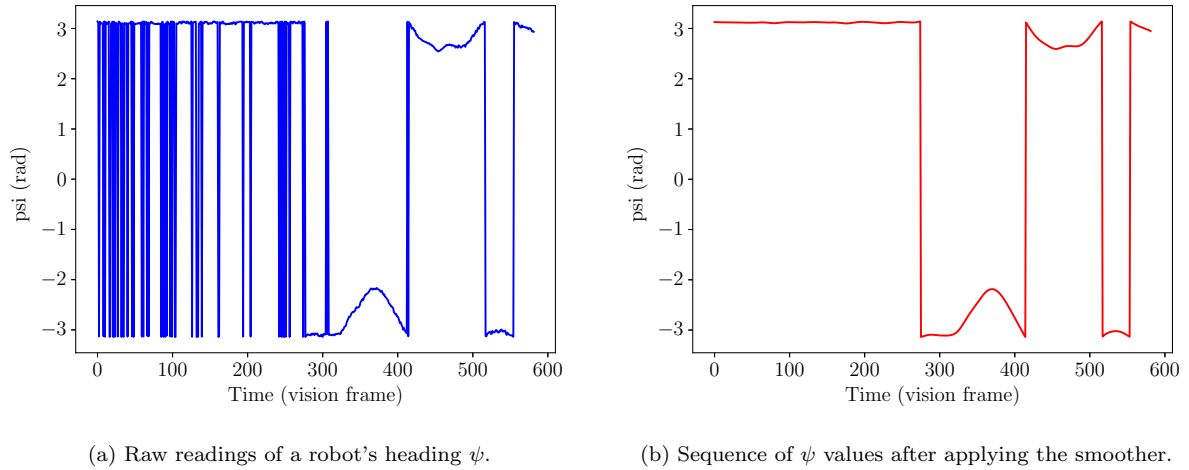 3
2
1
0
−1
−2
−3
psi (rad)
0 100 200 300 400 500 600
Time (vision frame)
(a) Raw readings of a robot's heading ψ.
3
2
1
0
−1
−2
−3
psi (rad)
0 100 200 300 400 500 600
Time (vision frame)
(b) Sequence of ψ values after applying the smoother.